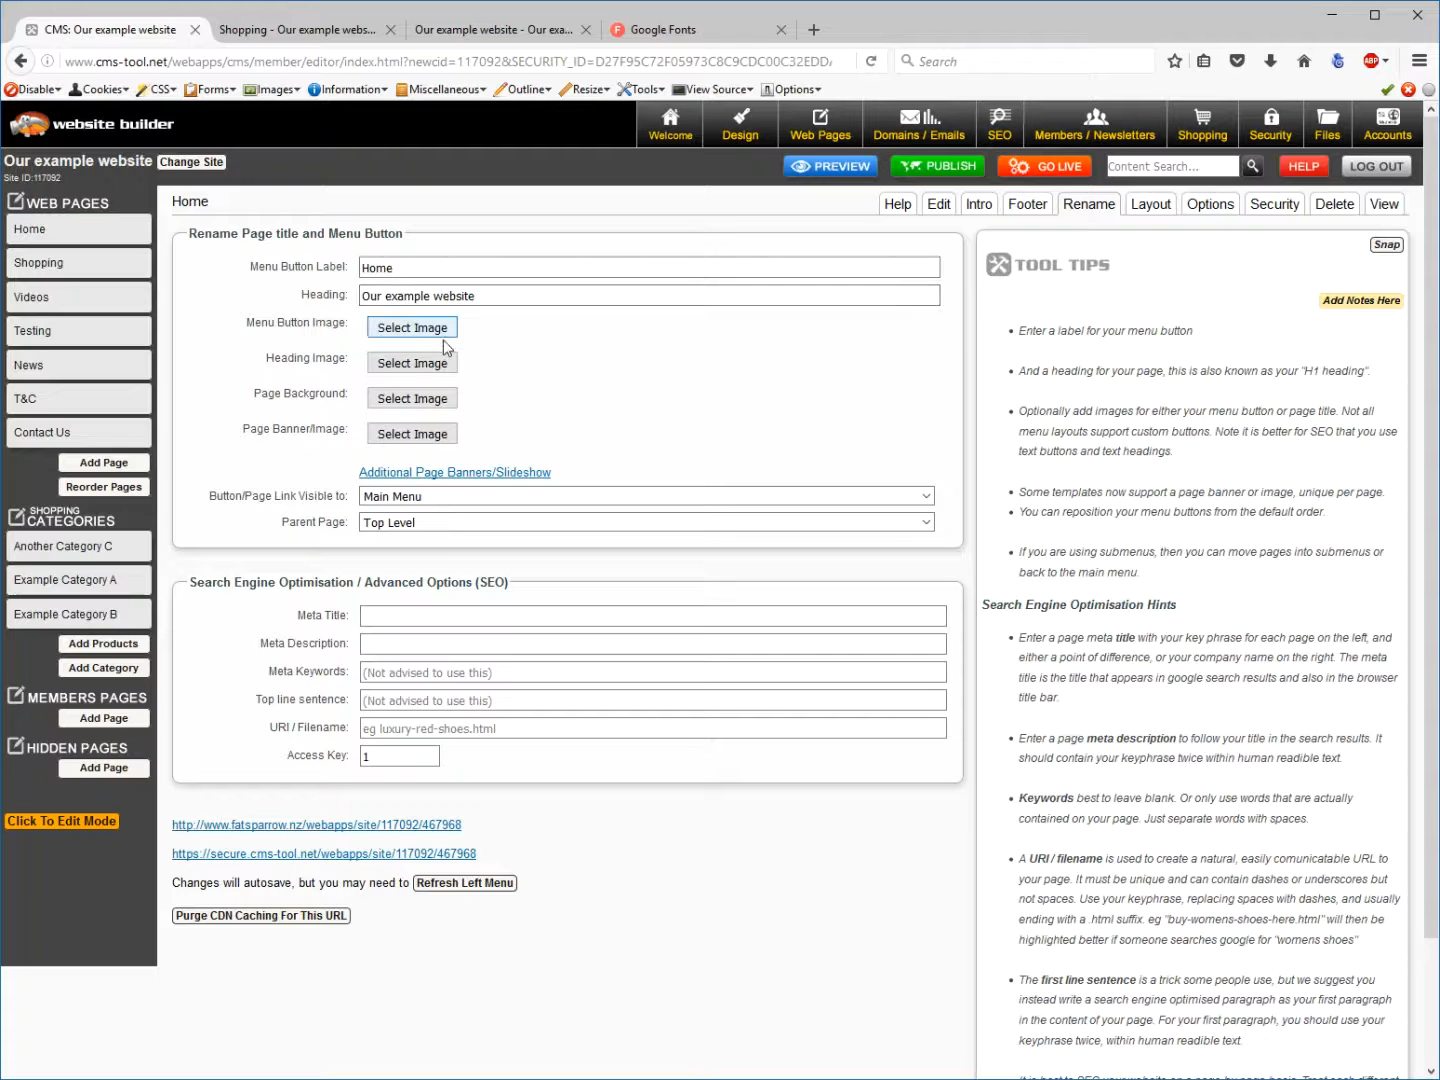 CMS: Our example website
Shopping - Our example webs...
Our example website - Our exa...
Google Fonts
www.cms-tool.net/webapps/cms/member/editor/index.html?newcid=117092&SECURITY_ID=D27F95C72F05973C8C9CDC00C32EDD
Search
Disable
Cookies
CSS
Forms
Images
Information
Miscellaneous
Outline
Resize
Tools
View Source
Options
website builder
Welcome
Design
Web Pages
Domains / Emails
SEO
Members / Newsletters
Shopping
Security
Files
Accounts
Our example website
Change Site
Site ID:117092
PREVIEW
PUBLISH
GO LIVE
Content Search...
HELP
LOG OUT
WEB PAGES
Home
Shopping
Videos
Testing
News
T&C
Contact Us
Add Page
Reorder Pages
SHOPPING
CATEGORIES
Another Category C
Example Category A
Example Category B
Add Products
Add Category
MEMBERS PAGES
Add Page
HIDDEN PAGES
Add Page
Click To Edit Mode
Home
Help
Edit
Intro
Footer
Rename
Layout
Options
Security
Delete
View
Rename Page title and Menu Button
Menu Button Label: Home
Heading: Our example website
Menu Button Image: Select Image
Heading Image: Select Image
Page Background: Select Image
Page Banner/Image: Select Image
Additional Page Banners/Slideshow
Button/Page Link Visible to: Main Menu
Parent Page: Top Level
Search Engine Optimisation / Advanced Options (SEO)
Meta Title:
Meta Description:
Meta Keywords: (Not advised to use this)
Top line sentence: (Not advised to use this)
URI / Filename: eg luxury-red-shoes.html
Access Key: 1
http://www.fatsparrow.nz/webapps/site/117092/467968
https://secure.cms-tool.net/webapps/site/117092/467968
Changes will autosave, but you may need to Refresh Left Menu
Purge CDN Caching For This URL
Snap
TOOL TIPS
Add Notes Here
Enter a label for your menu button
And a heading for your page, this is also known as your "H1 heading".
Optionally add images for either your menu button or page title. Not all
menu layouts support custom buttons. Note it is better for SEO that you use
text buttons and text headings.
Some templates now support a page banner or image, unique per page.
You can reposition your menu buttons from the default order.
If you are using submenus, then you can move pages into submenus or
back to the main menu.
Search Engine Optimisation Hints
Enter a page meta title with your key phrase for each page on the left, and
either a point of difference, or your company name on the right. The meta
title is the title that appears in google search results and also in the browser
title bar.
Enter a page meta description to follow your title in the search results. It
should contain your keyphrase twice within human readible text.
Keywords best to leave blank. Or only use words that are actually
contained on your page. Just separate words with spaces.
A URI / filename is used to create a natural, easily comunicatable URL to
your page. It must be unique and can contain dashes or underscores but
not spaces. Use your keyphrase, replacing spaces with dashes, and usually
ending with a .html suffix. eg "buy-womens-shoes-here.html" will then be
highlighted better if someone searches google for "womens shoes"
The first line sentence is a trick some people use, but we suggest you
instead write a search engine optimised paragraph as your first paragraph
in the content of your page. For your first paragraph, you should use your
keyphrase twice, within human readible text.